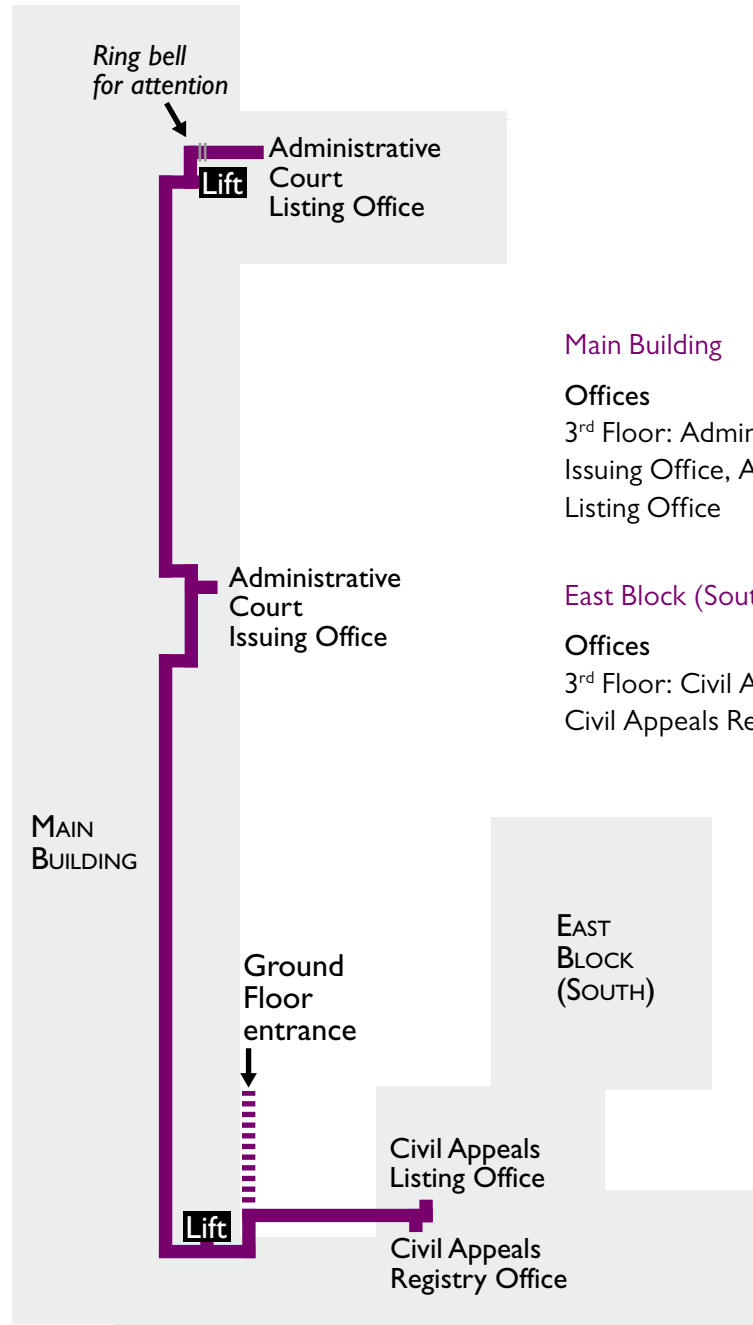 Ring bell
for attention
Administrative
Court
Listing Office
Lift
Main Building
Offices
3rd Floor: Admin
Issuing Office, A
Listing Office
Administrative
Court
Issuing Office
East Block (Sout
Offices
3rd Floor: Civil A
Civil Appeals Re
MAIN
BUILDING
EAST
BLOCK
(SOUTH)
Ground
Floor
entrance
Civil Appeals
Listing Office
Lift
Civil Appeals
Registry Office